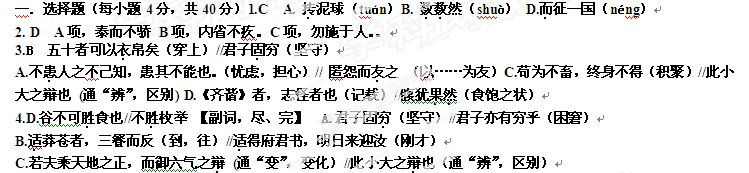 一. 选择题（每小题 4 分，共 40 分）1.C   A. 抟泥球（tuán）B. 数数然（shuò） D.而征一国（néng）
2. D   A 项，泰而不骄  B 项，内省不疚。C 项，勿施于人。
3.B   五十者可以衣帛矣（穿上）//君子固穷（坚守）
A.不患人之不己知，患其不能也。（忧虑，担心）// 匿怨而友之 （以……为友）C.苟为不畜，终身不得（积聚）//此小
大之辩也（通“辨”，区别）D.《齐谐》者，志怪者也（记载）//腹犹果然（食饱之状）
4.D.谷不可胜食也//不胜枚举 【副词，尽、完】  A.君子固穷（坚守）//君子亦有穷乎（困窘）
B.适莽苍者，三餐而反（到，往）//适得府君书，明日来迎汝（刚才）
C.若夫乘天地之正，而御六气之辩（通“变”，变化）//此小大之辩也（通“辨”，区别）